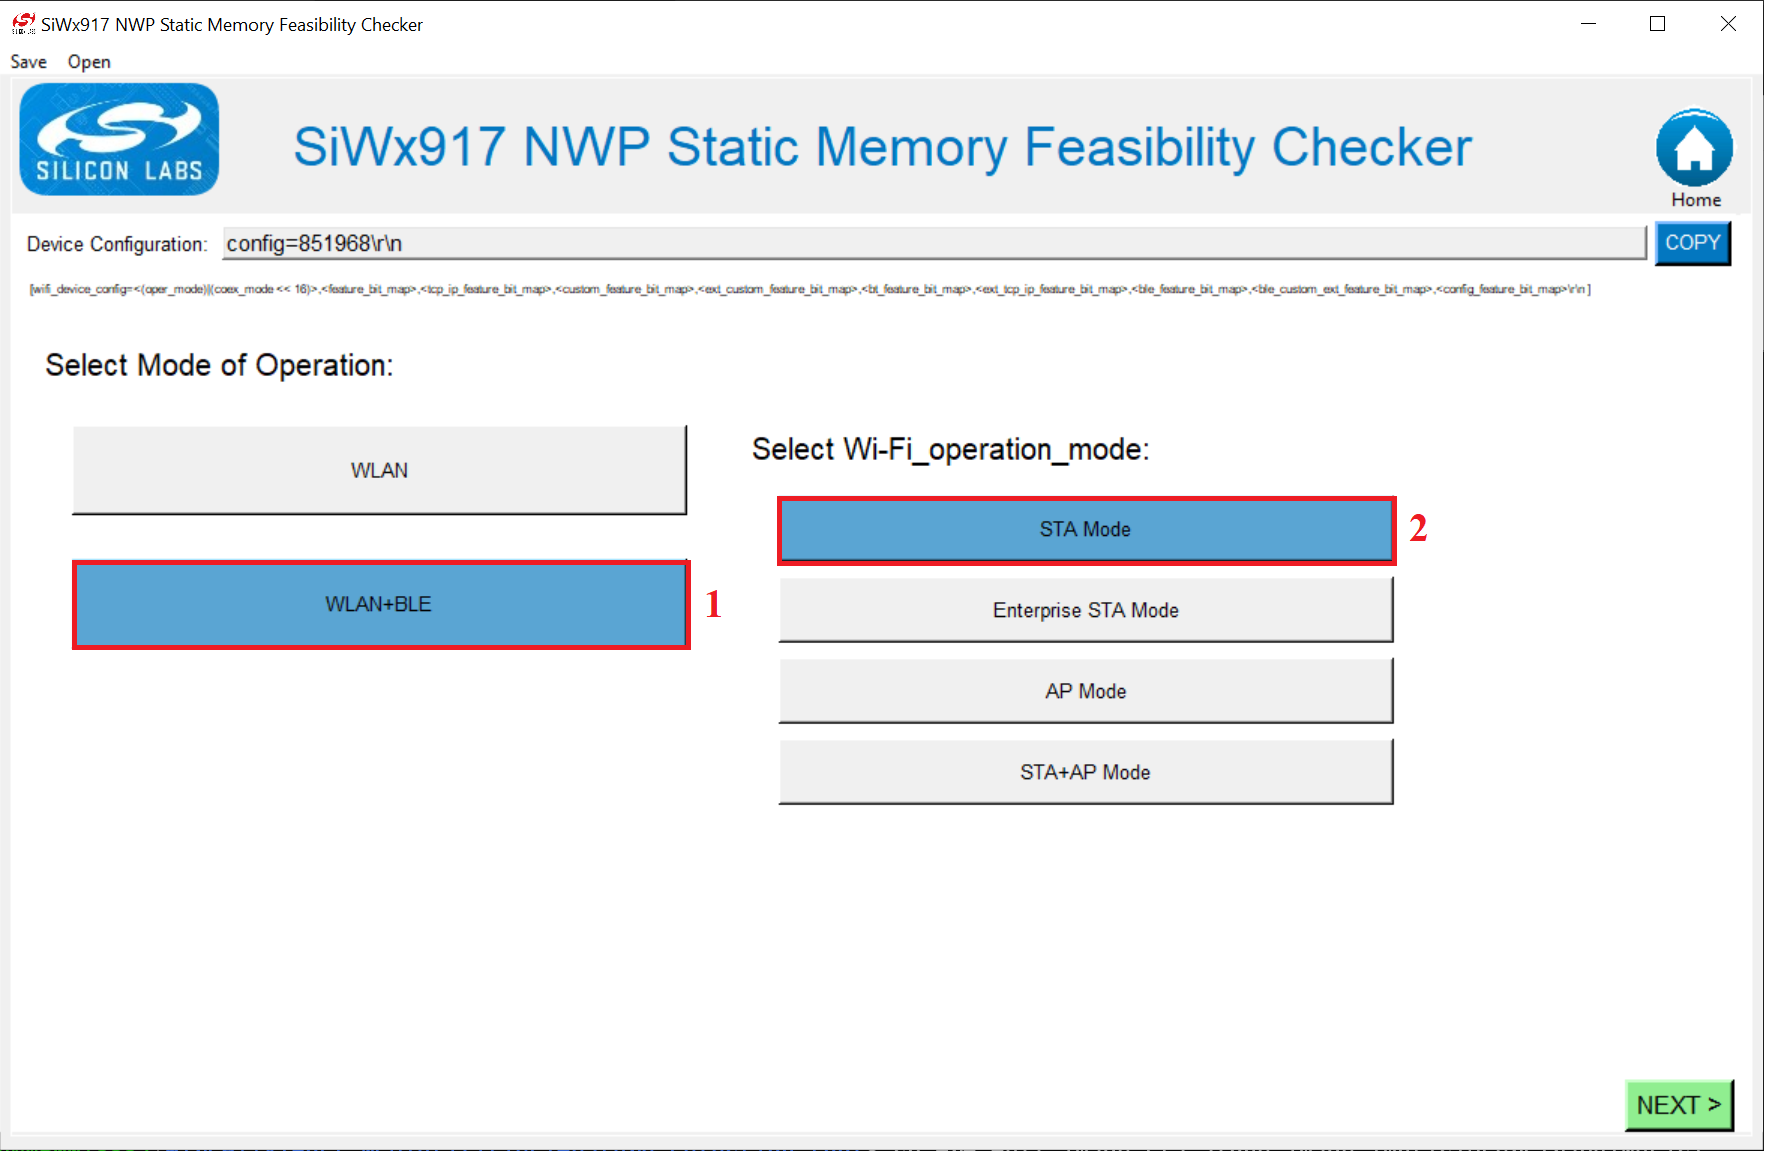 SiWx917 NWP Static Memory Feasibility Checker
Save Open
SILICON LABS
SiWx917 NWP Static Memory Feasibility Checker
Home
Device Configuration: config=851968\r\n COPY
[wifi_device_config=<(oper_mode)|(coex_mode << 16)>,<feature_bit_map>,<tcp_ip_feature_bit_map>,<custom_feature_bit_map>,<ext_custom_feature_bit_map>,<bt_feature_bit_map>,<ext_tcp_ip_feature_bit_map>,<ble_feature_bit_map>,<ble_custom_ext_feature_bit_map>,<config_feature_bit_map>\r\n ]
Select Mode of Operation:
WLAN
WLAN+BLE 1
Select Wi-Fi_operation_mode:
STA Mode 2
Enterprise STA Mode
AP Mode
STA+AP Mode
NEXT >